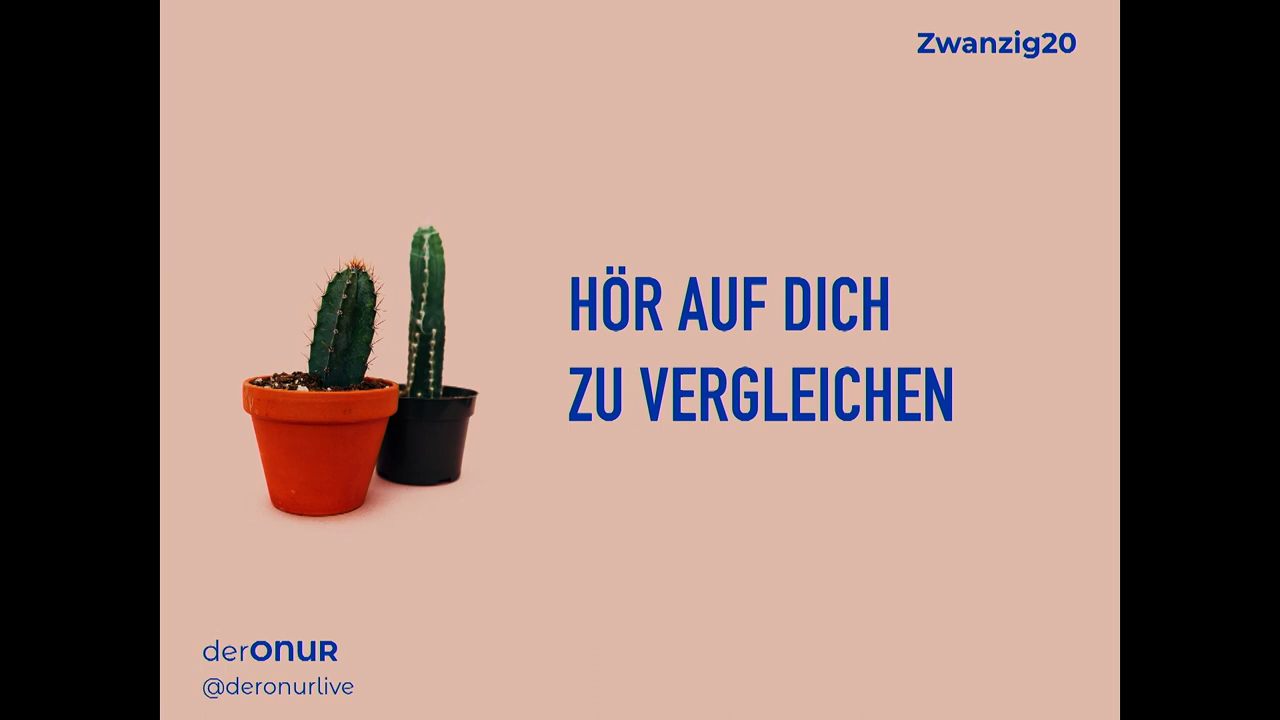 Zwanzig20
HÖR AUF DICH
ZU VERGLEICHEN
derONUR
@deronurlive